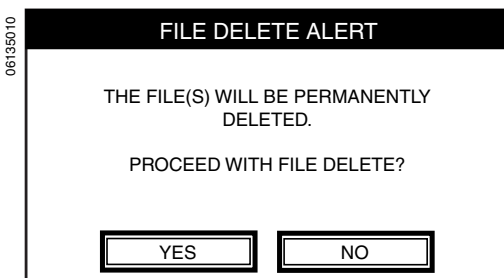 06135010
FILE DELETE ALERT
THE FILE(S) WILL BE PERMANENTLY
DELETED.
PROCEED WITH FILE DELETE?
YES
NO